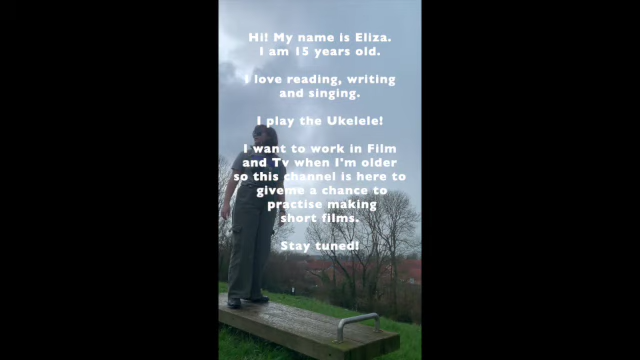 Hi! My name is Eliza.
I am 15 years old.
I love reading, writing
and singing.
I play the Ukelele!
I want to work in Film
and Tv when I'm older
so this channel is here to
giveme a chance to
practise making
short films.
Stay tuned!